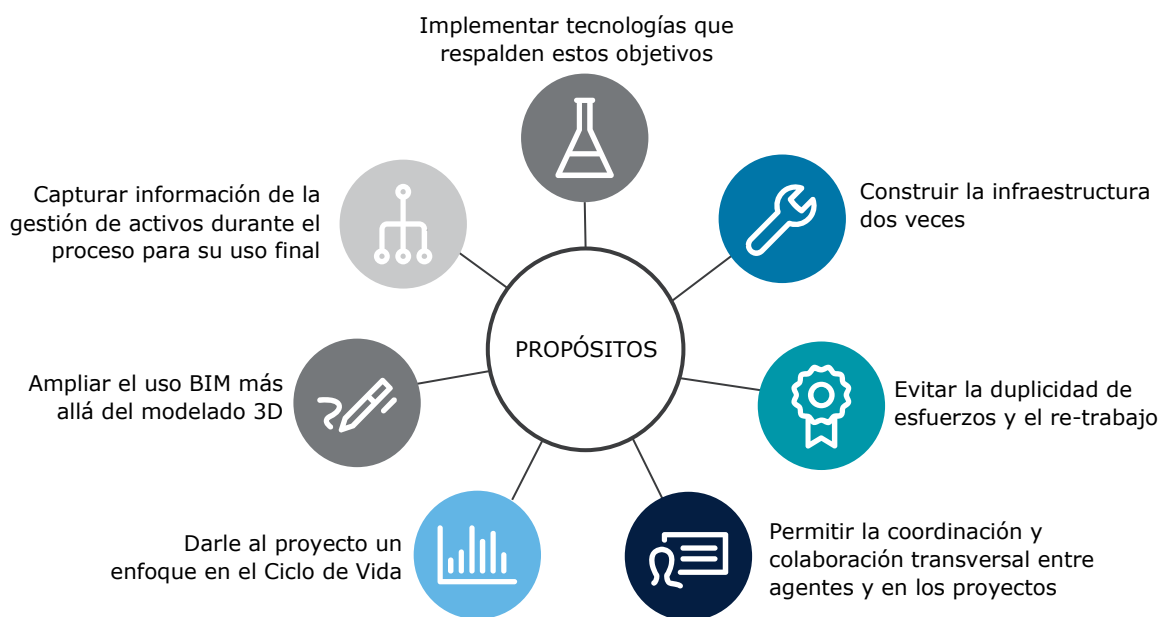 Implementar tecnologías que
respalden estos objetivos
Construir la infraestructura
dos veces
Evitar la duplicidad de
esfuerzos y el re-trabajo
Permitir la coordinación y
colaboración transversal entre
agentes y en los proyectos
Darle al proyecto un
enfoque en el Ciclo de Vida
Ampliar el uso BIM más
allá del modelado 3D
Capturar información de la
gestión de activos durante el
proceso para su uso final
PROPÓSITOS